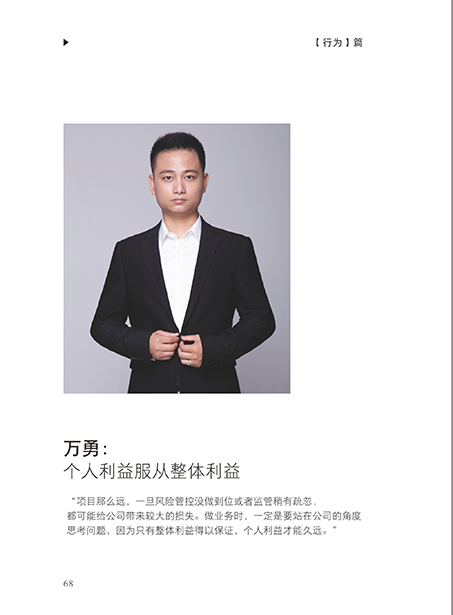 【行为】篇
万勇：
个人利益服从整体利益
“项目那么远，一旦风险管控没做到位或者监管稍有疏忽，
都可能给公司带来较大的损失。做业务时，一定是要站在公司的角度
思考问题，因为只有整体利益得以保证，个人利益才能久远。”
68